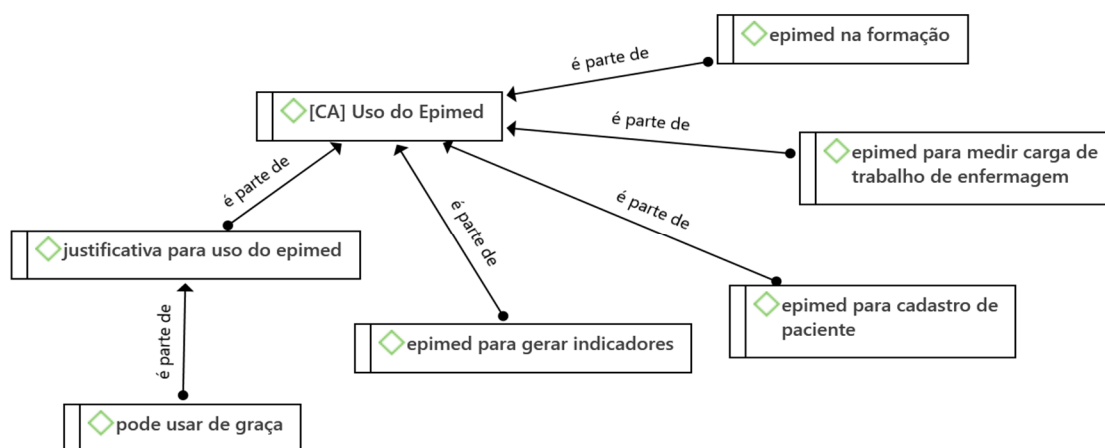 epimed na formação
é parte de
[CA] Uso do Epimed
é parte de
epimed para medir carga de
trabalho de enfermagem
é parte de
é parte de
é parte de
justificativa para uso do epimed
epimed para cadastro de
paciente
é parte de
epimed para gerar indicadores
pode usar de graça